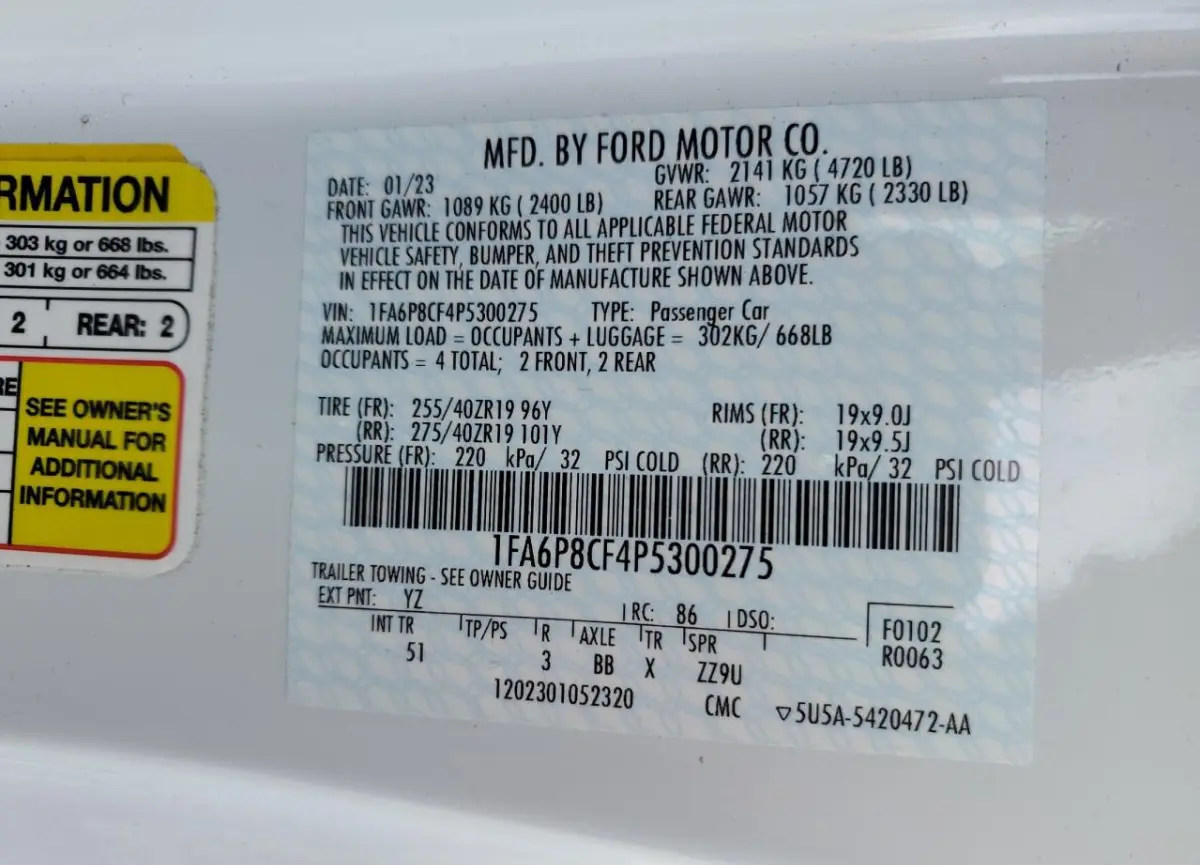 RMATION
303 kg or 668 lbs.
301 kg or 664 lbs.
2 REAR: 2
RE
SEE OWNER'S
MANUAL FOR
ADDITIONAL
INFORMATION
MFD. BY FORD MOTOR CO.
DATE: 01/23 GVWR: 2141 KG ( 4720 LB)
FRONT GAWR: 1089 KG ( 2400 LB) REAR GAWR: 1057 KG ( 2330 LB)
THIS VEHICLE CONFORMS TO ALL APPLICABLE FEDERAL MOTOR
VEHICLE SAFETY, BUMPER, AND THEFT PREVENTION STANDARDS
IN EFFECT ON THE DATE OF MANUFACTURE SHOWN ABOVE.
VIN: 1FA6P8CF4P5300275 TYPE: Passenger Car
MAXIMUM LOAD = OCCUPANTS + LUGGAGE = 302KG/ 668LB
OCCUPANTS = 4 TOTAL; 2 FRONT, 2 REAR
TIRE (FR): 255/40ZR19 96Y RIMS (FR): 19x9.0J
(RR): 275/40ZR19 101Y (RR): 19x9.5J
PRESSURE (FR): 220 kPa/ 32 PSI COLD (RR): 220 kPa/ 32 PSI COLD
1FA6P8CF4P5300275
TRAILER TOWING - SEE OWNER GUIDE
EXT PNT: YZ RC: 86 DSO: F0102
INT TR TP/PS R AXLE TR SPR R0063
51 3 BB X ZZ9U
1202301052320 CMC ▽5U5A-5420472-AA